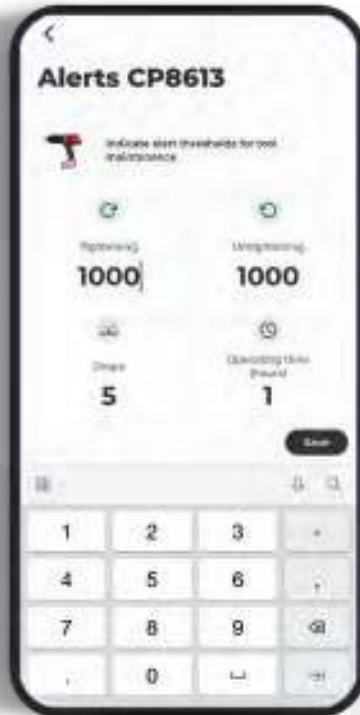 Alerts CP8613
Indicate alert thresholds for tool
maintenance
Tightening
Untightening
1000
1000
Drops
Operating time
(hours)
5
1
Save
1
2
3
-
4
5
6
,
7
8
9
.
0